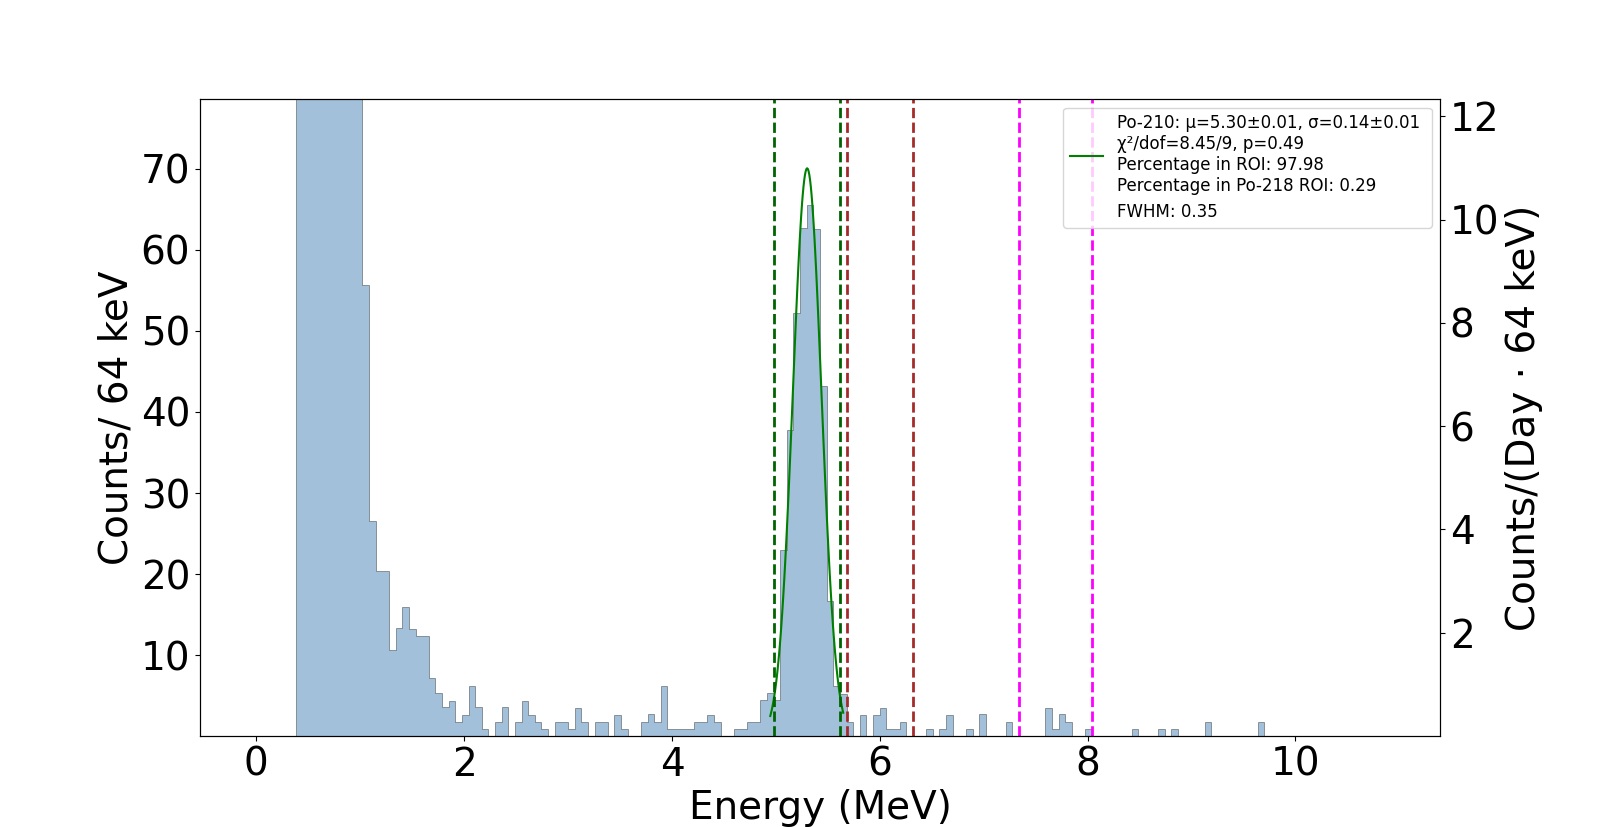 Po-210: μ=5.30±0.01, σ=0.14±0.01
χ²/dof=8.45/9, p=0.49
Percentage in ROI: 97.98
Percentage in Po-218 ROI: 0.29
FWHM: 0.35
Counts/ 64 keV
70
60
50
40
30
20
10
12
10
8
6
4
2
Counts/(Day · 64 keV)
0 2 4 6 8 10
Energy (MeV)